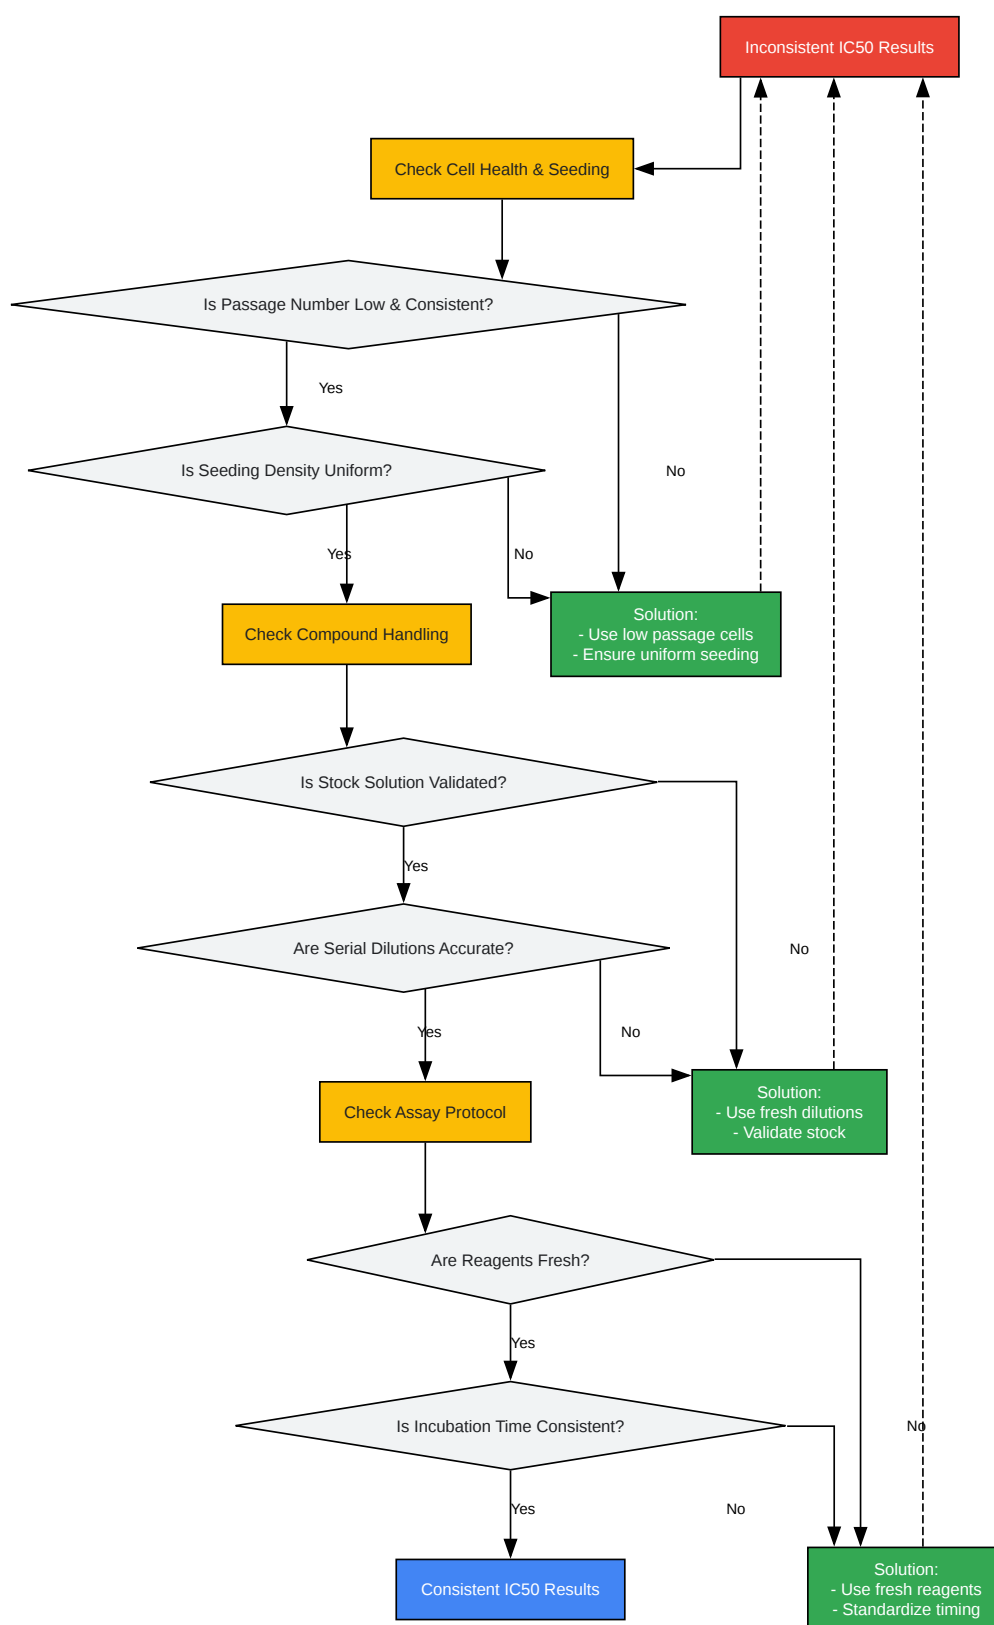 Inconsistent IC50 Results
Check Cell Health & Seeding
Is Passage Number Low & Consistent?
Yes
Is Seeding Density Uniform?
No
Yes
No
Check Compound Handling
Solution:
- Use low passage cells
- Ensure uniform seeding
Is Stock Solution Validated?
Yes
Are Serial Dilutions Accurate?
No
Yes
No
Check Assay Protocol
Solution:
- Use fresh dilutions
- Validate stock
Are Reagents Fresh?
Yes
Is Incubation Time Consistent?
No
Yes
No
Consistent IC50 Results
Solution:
- Use fresh reagents
- Standardize timing